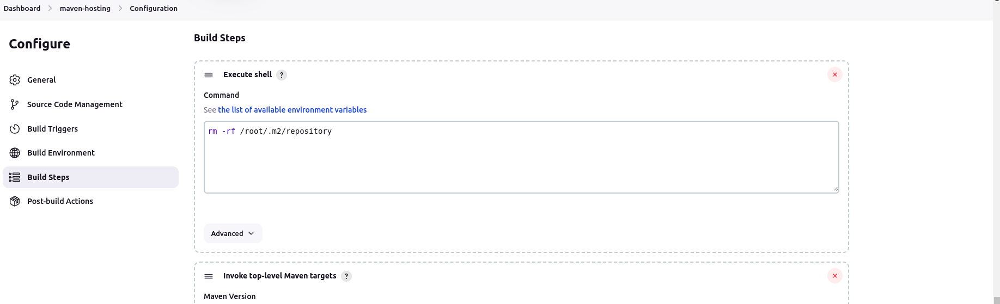 Dashboard > maven-hosting > Configuration
Configure
General
Source Code Management
Build Triggers
Build Environment
Build Steps
Post-build Actions
Build Steps
Execute shell ?
Command
See the list of available environment variables
rm -rf /root/.m2/repository
Advanced
Invoke top-level Maven targets ?
Maven Version